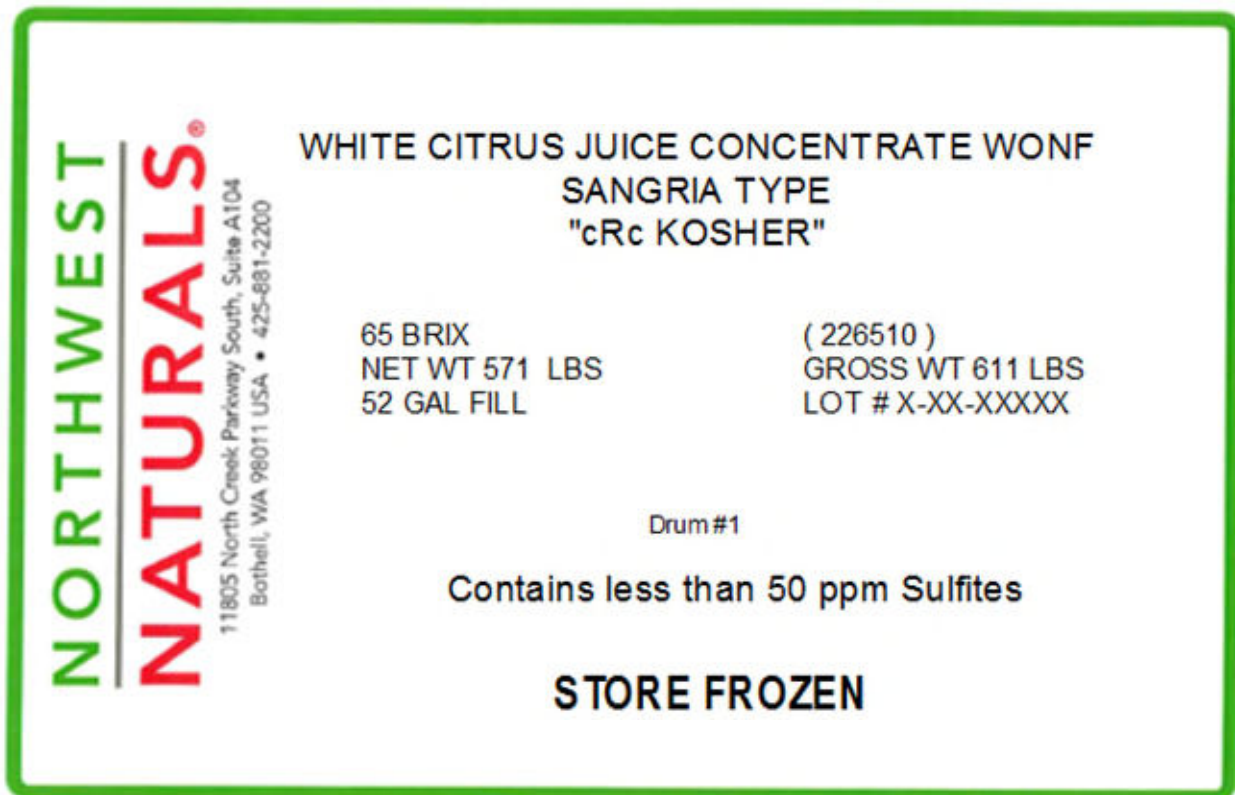 NORTHWEST
NATURALS®
11805 North Creek Parkway South, Suite A104
Bothell, WA 98011 USA • 425-881-2200
WHITE CITRUS JUICE CONCENTRATE WONF
SANGRIA TYPE
"cRc KOSHER"
65 BRIX ( 226510 )
NET WT 571 LBS GROSS WT 611 LBS
52 GAL FILL LOT # X-XX-XXXXX
Drum #1
Contains less than 50 ppm Sulfites
STORE FROZEN